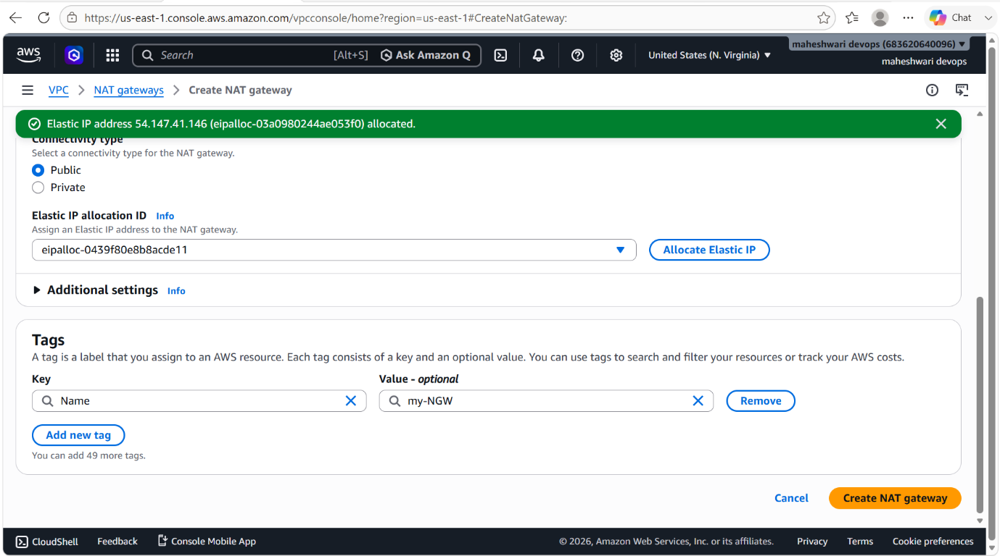 https://us-east-1.console.aws.amazon.com/vpcconsole/home?region=us-east-1#CreateNatGateway:
Chat
aws
Search [Alt+S] Ask Amazon Q
United States (N. Virginia)
maheshwari devops (683620640096)
maheshwari devops
VPC > NAT gateways > Create NAT gateway
Elastic IP address 54.147.41.146 (eipalloc-03a0980244ae053f0) allocated.
Connectivity type
Select a connectivity type for the NAT gateway.
Public
Private
Elastic IP allocation ID Info
Assign an Elastic IP address to the NAT gateway.
eipalloc-0439f80e8b8acde11
Allocate Elastic IP
Additional settings Info
Tags
A tag is a label that you assign to an AWS resource. Each tag consists of a key and an optional value. You can use tags to search and filter your resources or track your AWS costs.
Key Value - optional
Name my-NGW Remove
Add new tag
You can add 49 more tags.
Cancel Create NAT gateway
CloudShell Feedback Console Mobile App © 2026, Amazon Web Services, Inc. or its affiliates. Privacy Terms Cookie preferences